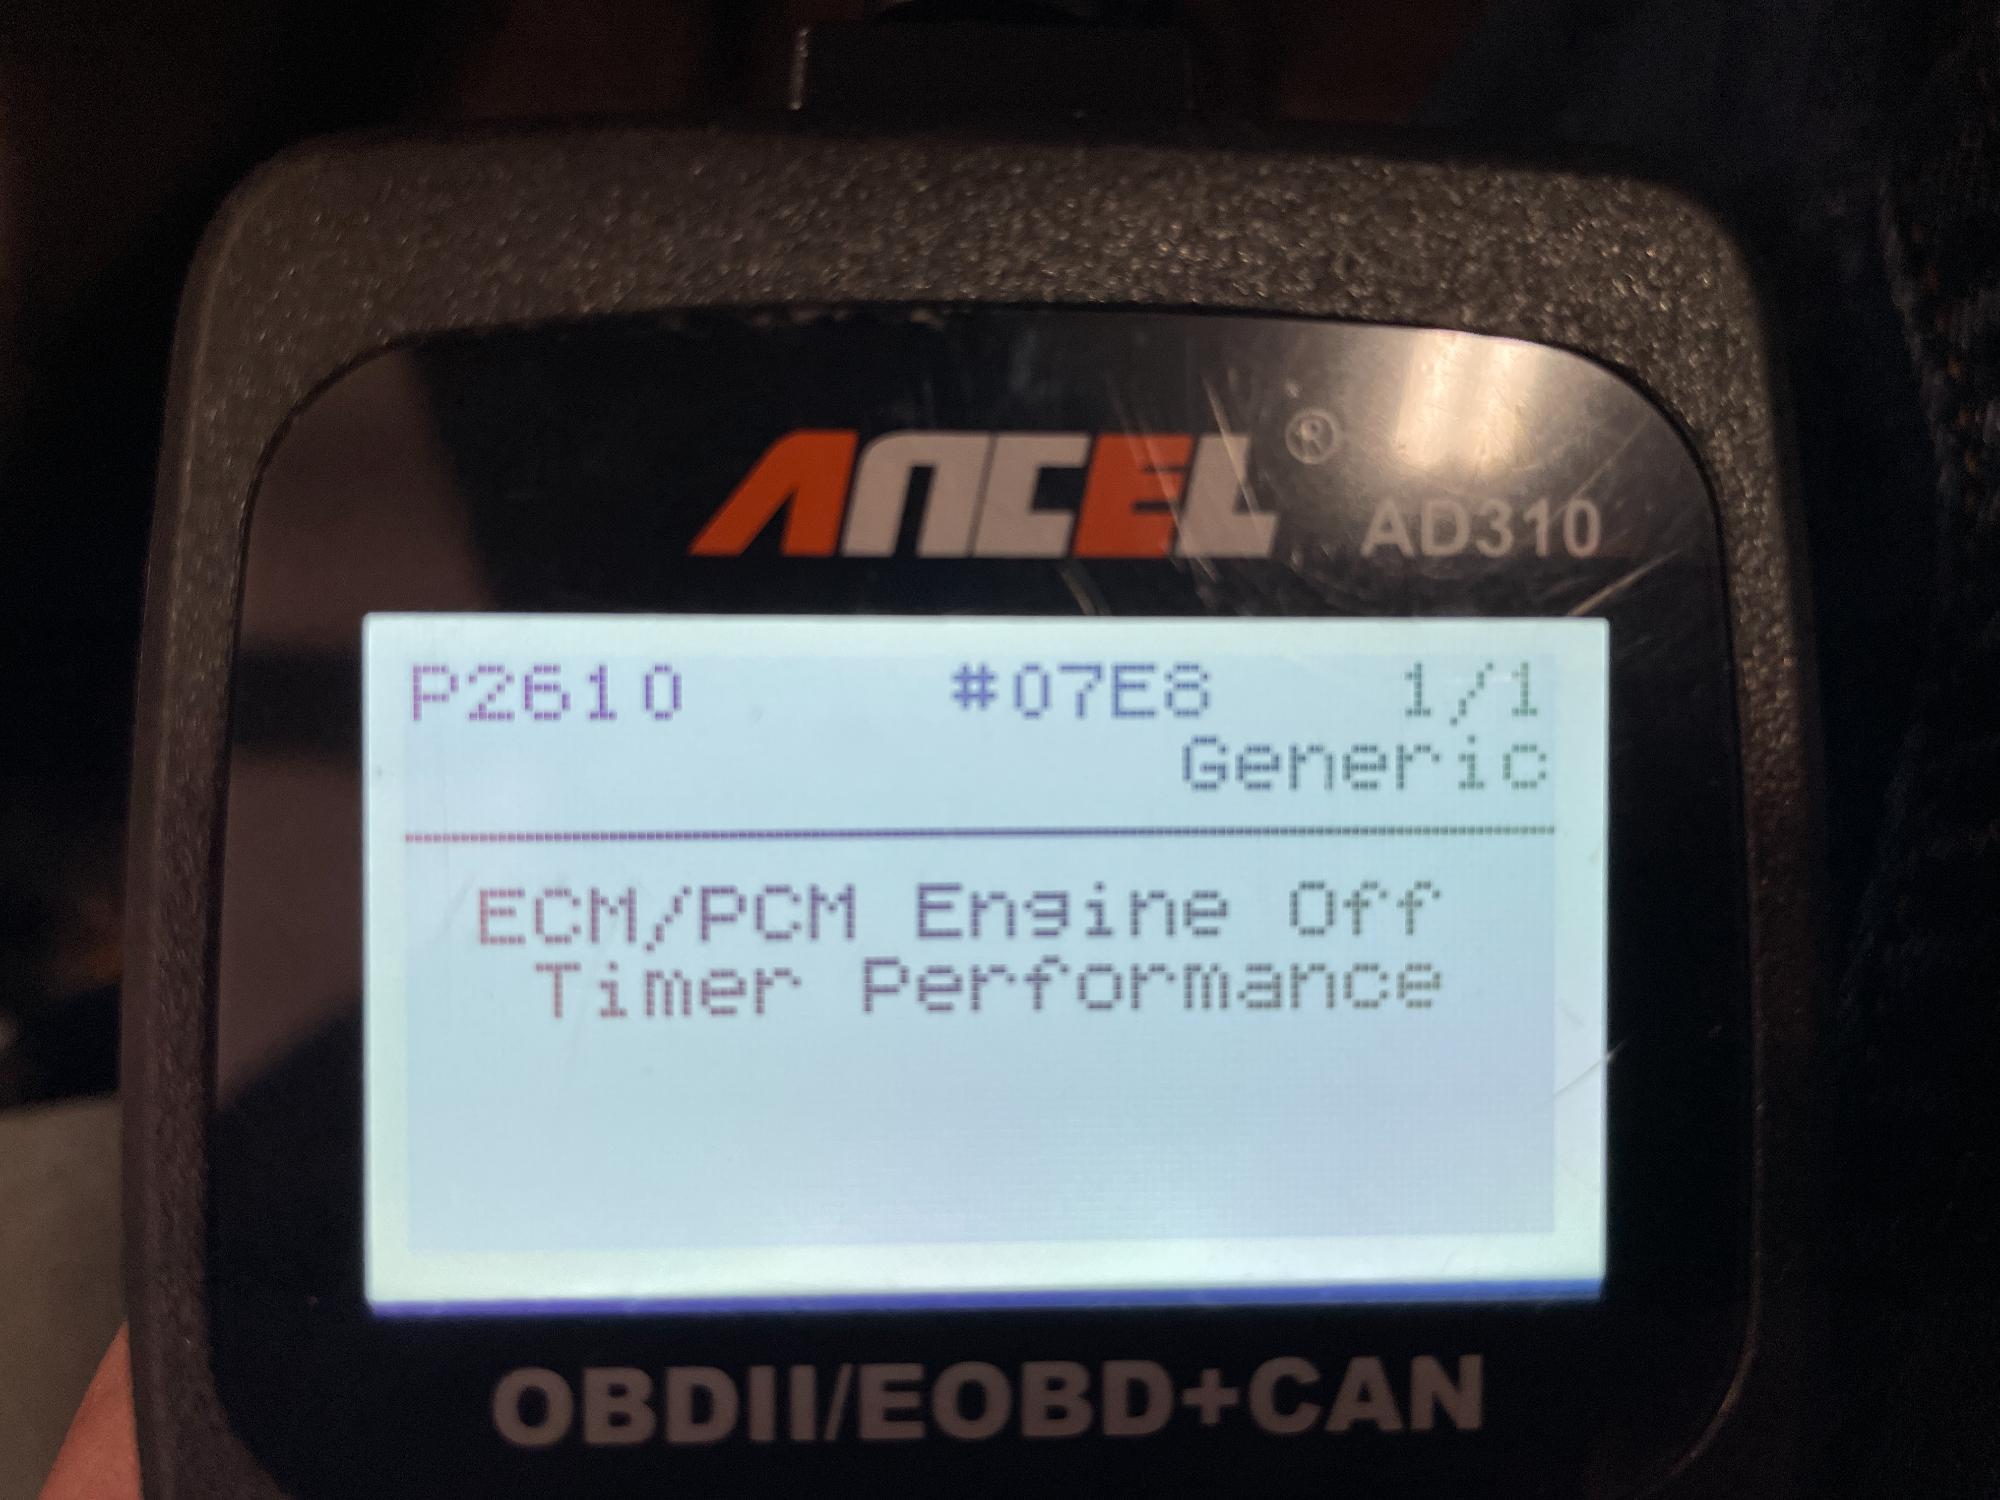 ANCEL®
AD310
P2610 #07E8 1/1
Generic
ECM/PCM Engine Off
Timer Performance
OBDII/EOBD+CAN